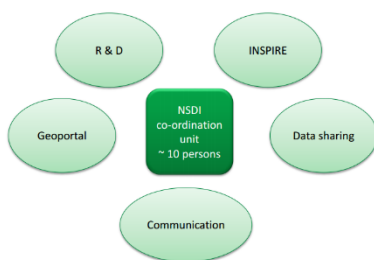 R & D
INSPIRE
NSDI
co-ordination
unit
~ 10 persons
Geoportal
Data sharing
Communication